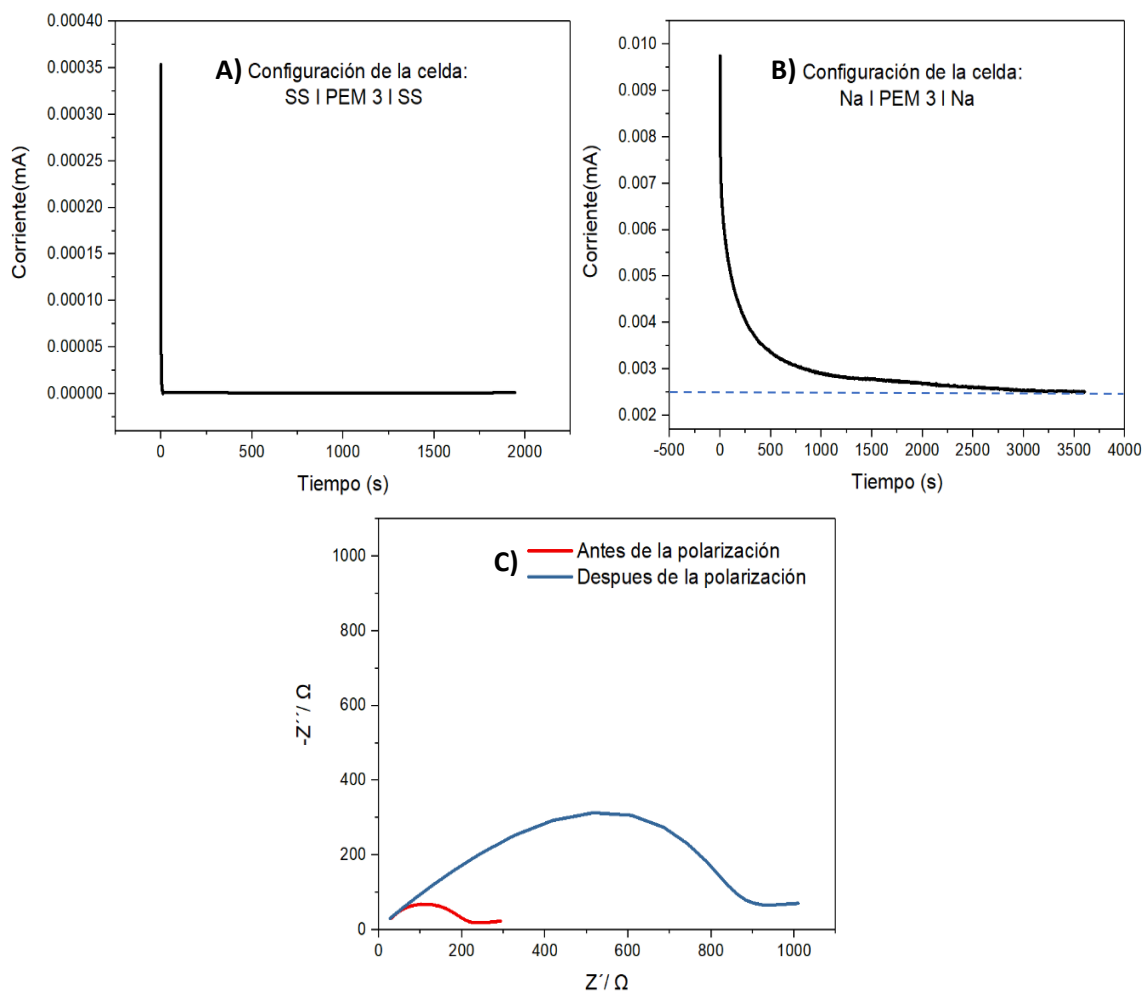 A) Configuración de la celda:
SS I PEM 3 I SS
Corriente(mA)
0.00040
0.00035
0.00030
0.00025
0.00020
0.00015
0.00010
0.00005
0.00000
0 500 1000 1500 2000
Tiempo (s)
B) Configuración de la celda:
Na I PEM 3 I Na
Corriente(mA)
0.010
0.009
0.008
0.007
0.006
0.005
0.004
0.003
0.002
-500 0 500 1000 1500 2000 2500 3000 3500 4000
Tiempo (s)
C)
Antes de la polarización
Despues de la polarización
-Z´´/ Ω
1000
800
600
400
200
0
0 200 400 600 800 1000
Z´/ Ω